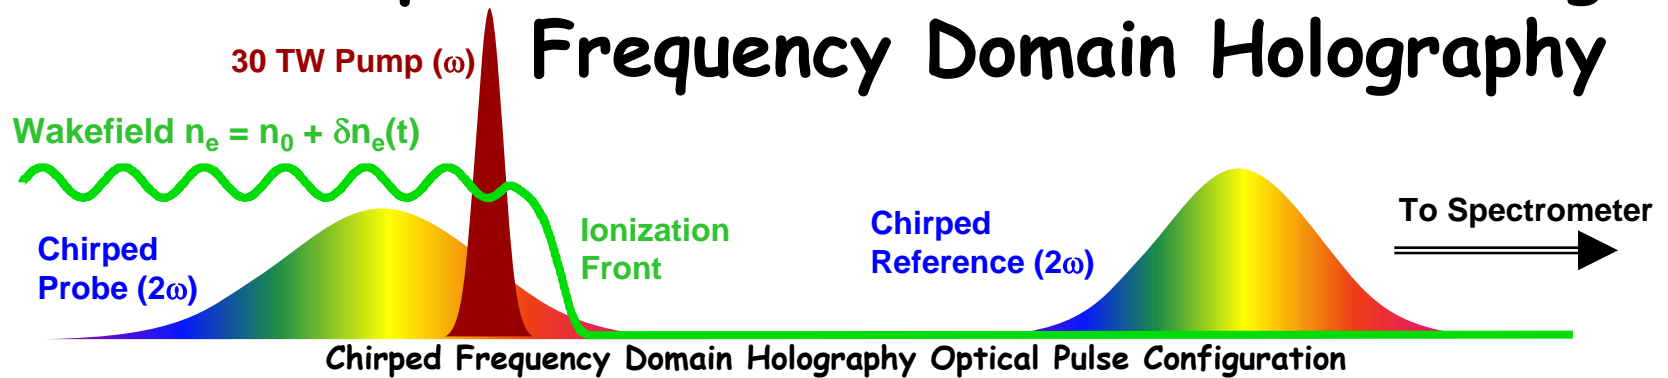 Frequency Domain Holography
30 TW Pump (ω)
Wakefield nₑ = n₀ + δnₑ(t)
Chirped
Probe (2ω)
Ionization
Front
Chirped
Reference (2ω)
To Spectrometer
Chirped Frequency Domain Holography Optical Pulse Configuration